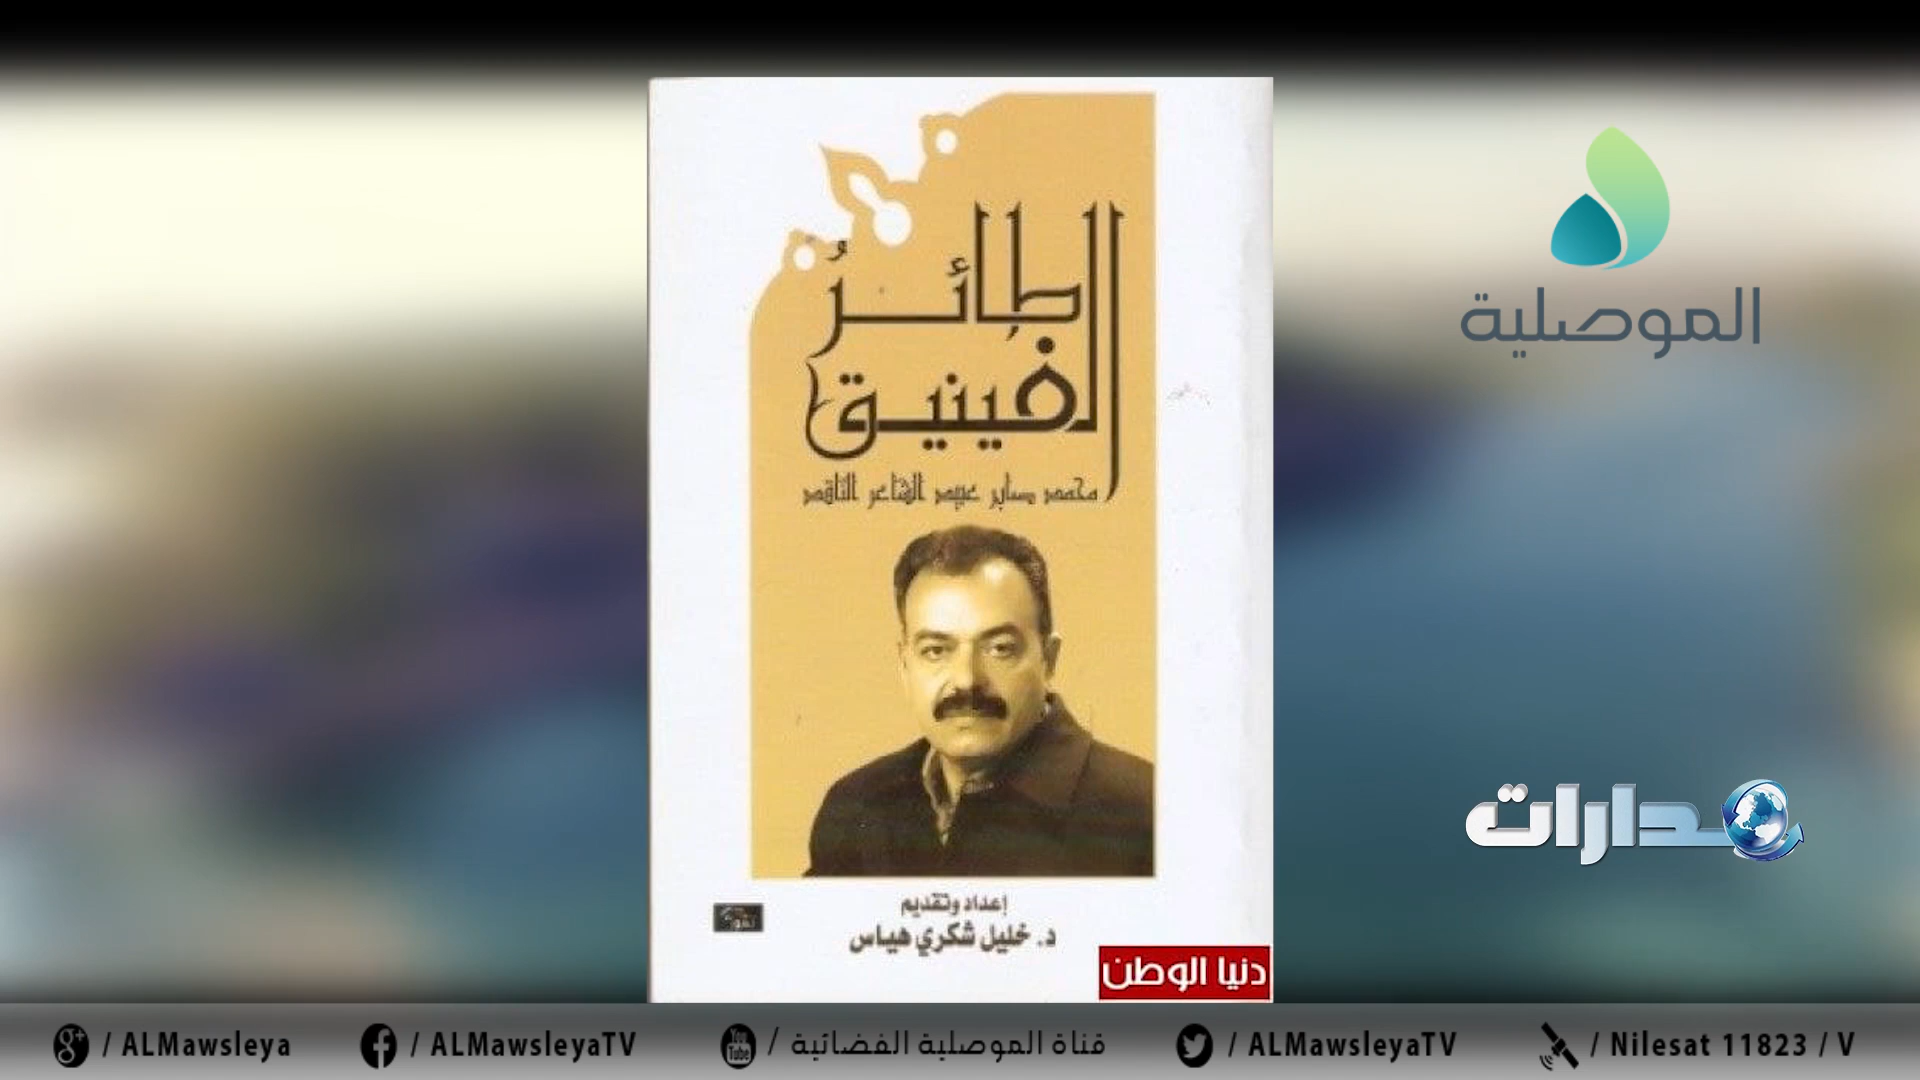 طائرُ
الفينيق
محمد صابر عبيد الشاعر الناقد
إعداد وتقديم
د. خليل شكري هياس
دنيا الوطن
الموصلية
مدارات
/ ALMawsleya
/ ALMawsleyaTV
/ قناة الموصلية الفضائية
/ ALMawsleyaTV
/ Nilesat 11823 / V